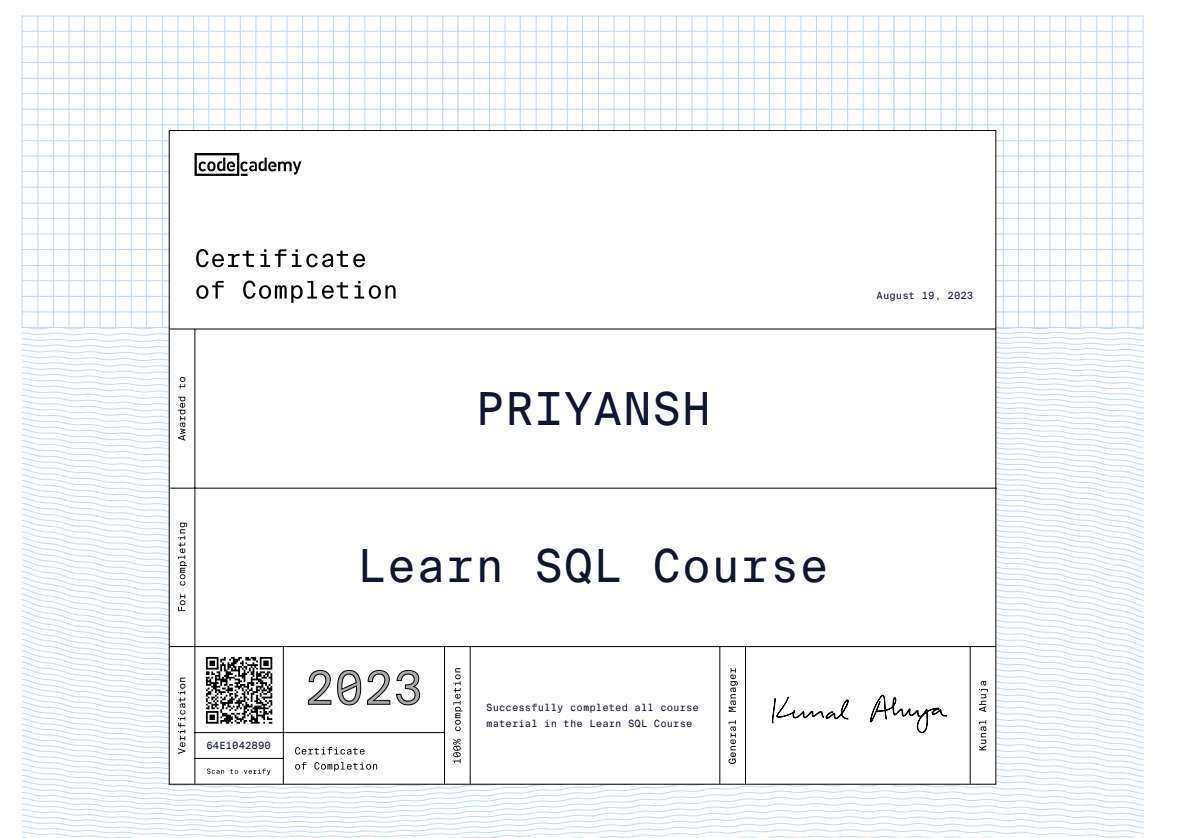 codecademy
Certificate
of Completion
August 19, 2023
Awarded to
PRIYANSH
For completing
Learn SQL Course
Verification
64E1042890
Scan to verify
2023
Certificate
of Completion
100% completion
Successfully completed all course
material in the Learn SQL Course
General Manager
Kunal Ahuja
Kunal Ahuja